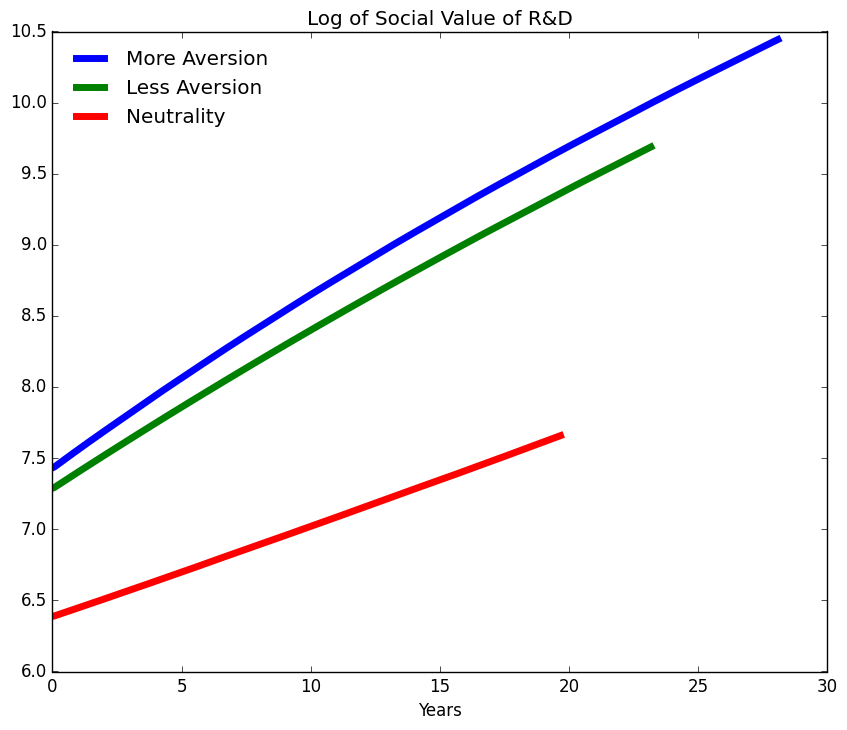 Log of Social Value of R&D
10.5
10.0
9.5
9.0
8.5
8.0
7.5
7.0
6.5
6.0
More Aversion
Less Aversion
Neutrality
0 5 10 15 20 25 30
Years